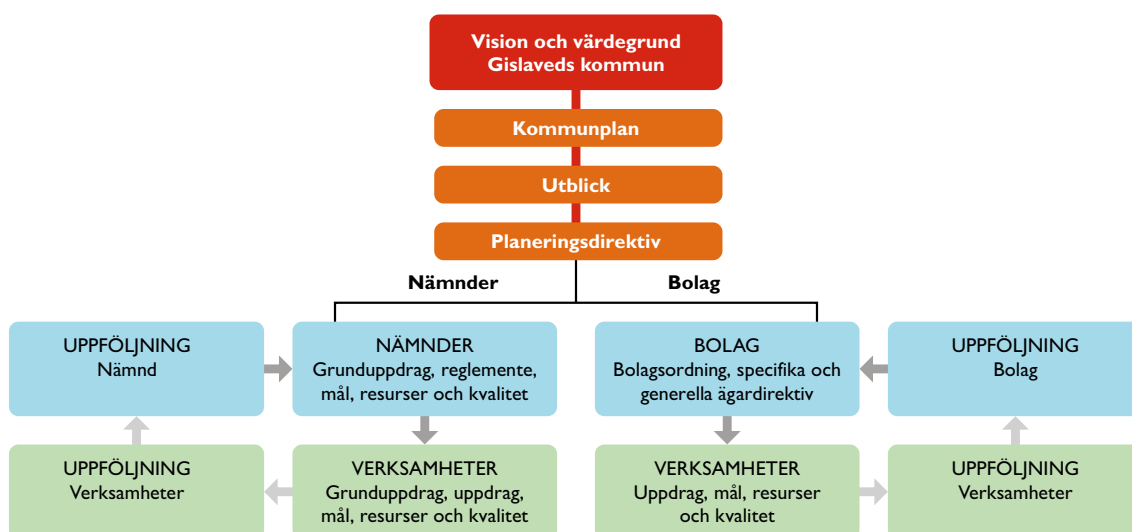 Vision och värdegrund
Gislaveds kommun
Kommunplan
Utblick
Planeringsdirektiv
Nämnder
Bolag
UPPFÖLJNING
Nämnd
NÄMNDER
Grunduppdrag, reglemente,
mål, resurser och kvalitet
BOLAG
Bolagsordning, specifika och
generella ägardirektiv
UPPFÖLJNING
Bolag
UPPFÖLJNING
Verksamheter
VERKSAMHETER
Grunduppdrag, uppdrag,
mål, resurser och kvalitet
VERKSAMHETER
Uppdrag, mål, resurser
och kvalitet
UPPFÖLJNING
Verksamheter